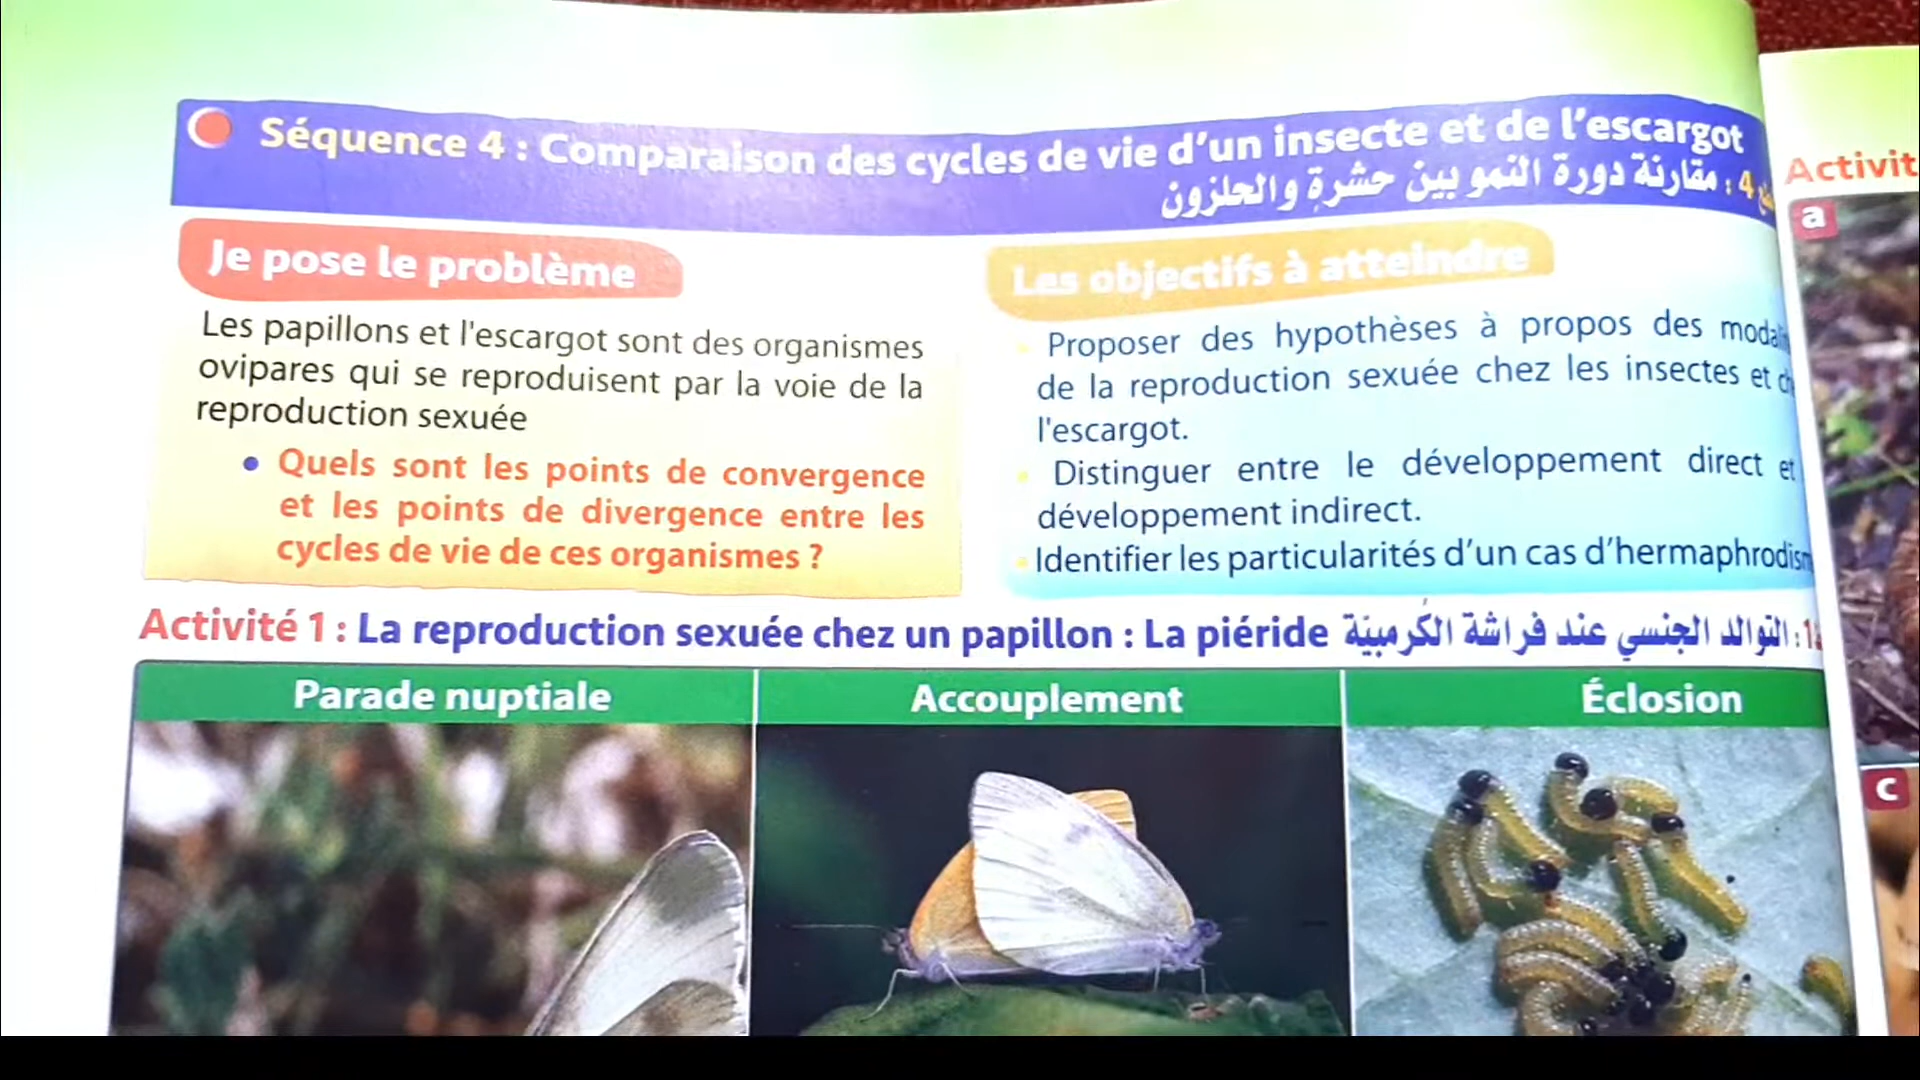 Séquence 4 : Comparaison des cycles de vie d'un insecte et de l'escargot
4 : مقارنة دورة النمو بين حشرة والحلزون
Je pose le problème
Les papillons et l'escargot sont des organismes
ovipares qui se reproduisent par la voie de la
reproduction sexuée
• Quels sont les points de convergence
et les points de divergence entre les
cycles de vie de ces organismes ?
Les objectifs à atteindre
Proposer des hypothèses à propos des
de la reproduction sexuée chez les insectes et
l'escargot.
Distinguer entre le développement direct et
développement indirect.
Identifier les particularités d'un cas
Activité 1 : La reproduction sexuée chez un papillon : La piéride
التوالد الجنسي عند فراشة الكُرمبيّة
Parade nuptiale
Accouplement
Éclosion
a
c